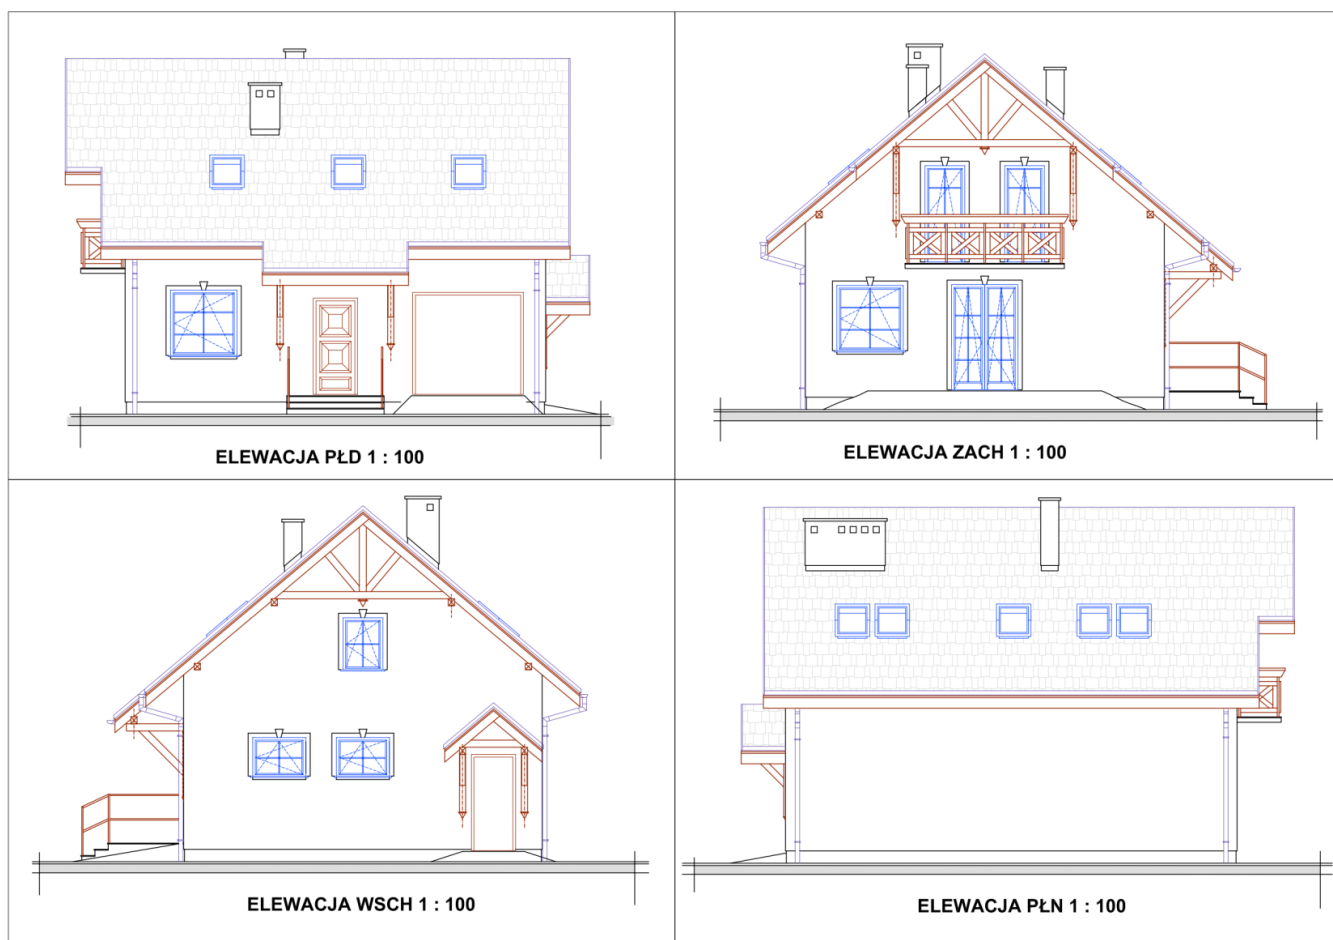 ELEWACJA PŁD 1 : 100
ELEWACJA ZACH 1 : 100
ELEWACJA WSCH 1 : 100
ELEWACJA PŁN 1 : 100